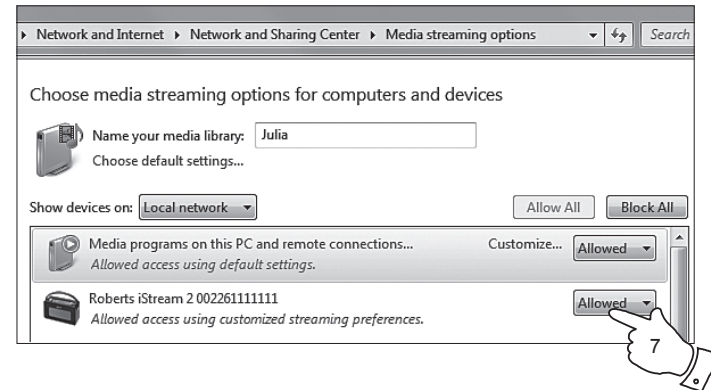 Network and Internet ▸ Network and Sharing Center ▸ Media streaming options Search
Choose media streaming options for computers and devices
Name your media library: Julia
Choose default settings...
Show devices on: Local network Allow All Block All
Media programs on this PC and remote connections... Customize... Allowed
Allowed access using default settings.
Roberts iStream 2 002261111111 Allowed
Allowed access using customized streaming preferences.
7